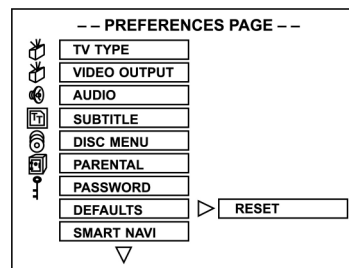 – – PREFERENCES PAGE – –
TV TYPE
VIDEO OUTPUT
AUDIO
SUBTITLE
DISC MENU
PARENTAL
PASSWORD
DEFAULTS RESET
SMART NAVI